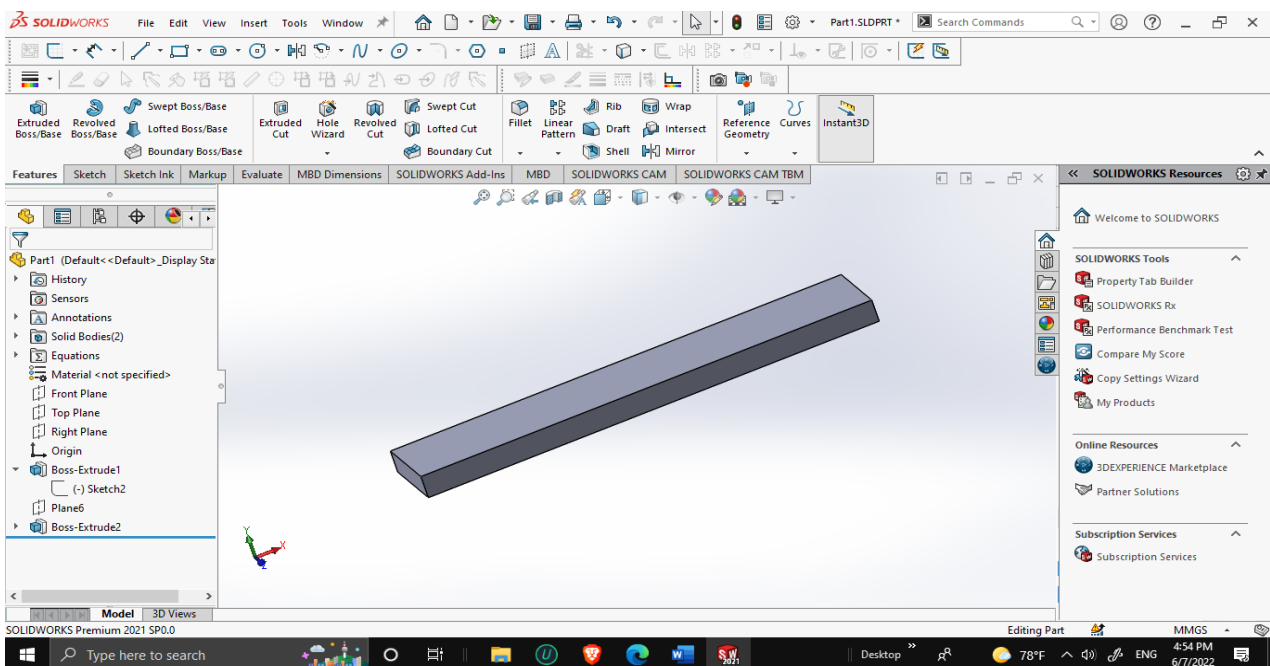 SOLIDWORKS File Edit View Insert Tools Window Part1.SLDPRT * Search Commands
Extruded Boss/Base
Revolved Boss/Base
Swept Boss/Base
Lofted Boss/Base
Boundary Boss/Base
Extruded Cut
Hole Wizard
Revolved Cut
Swept Cut
Lofted Cut
Boundary Cut
Fillet
Linear Pattern
Rib
Draft
Shell
Wrap
Intersect
Mirror
Reference Geometry
Curves
Instant3D
Features Sketch Sketch Ink Markup Evaluate MBD Dimensions SOLIDWORKS Add-Ins MBD SOLIDWORKS CAM SOLIDWORKS CAM TBM
Part1 (Default<<Default>_Display Sta
History
Sensors
Annotations
Solid Bodies(2)
Equations
Material <not specified>
Front Plane
Top Plane
Right Plane
Origin
Boss-Extrude1
(-) Sketch2
Plane6
Boss-Extrude2
Y
X
Z
SOLIDWORKS Resources
Welcome to SOLIDWORKS
SOLIDWORKS Tools
Property Tab Builder
SOLIDWORKS Rx
Performance Benchmark Test
Compare My Score
Copy Settings Wizard
My Products
Online Resources
3DEXPERIENCE Marketplace
Partner Solutions
Subscription Services
Subscription Services
Model 3D Views
SOLIDWORKS Premium 2021 SP0.0 Editing Part MMGS
Type here to search
Desktop
78°F
ENG
4:54 PM
6/7/2022